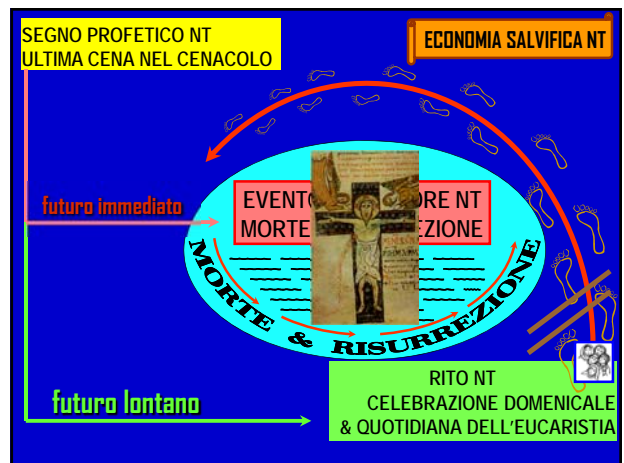 SEGNO PROFETICO NT
ULTIMA CENA NEL CENACOLO
ECONOMIA SALVIFICA NT
futuro immediato
EVENTO RE NT
MORTE EZIONE
MORTE & RISURREZIONE
futuro lontano
RITO NT
CELEBRAZIONE DOMENICALE
& QUOTIDIANA DELL'EUCARISTIA